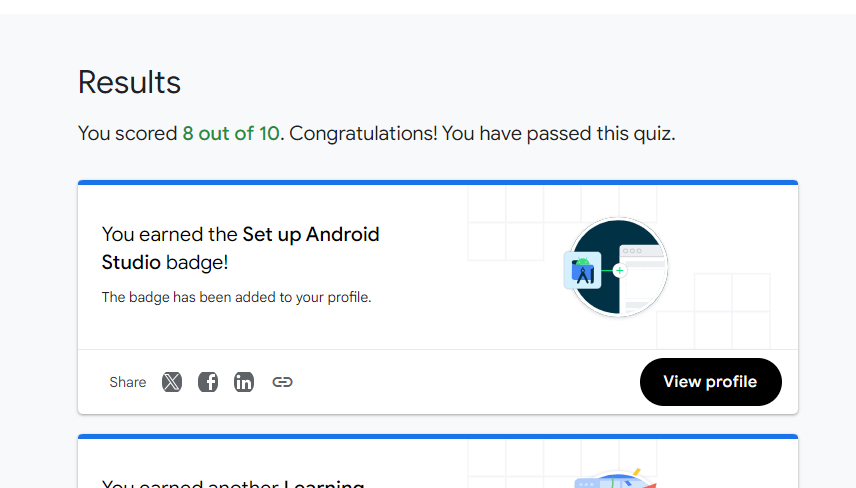 Results
You scored 8 out of 10. Congratulations! You have passed this quiz.
You earned the Set up Android
Studio badge!
The badge has been added to your profile.
Share
View profile
You earned another Learning